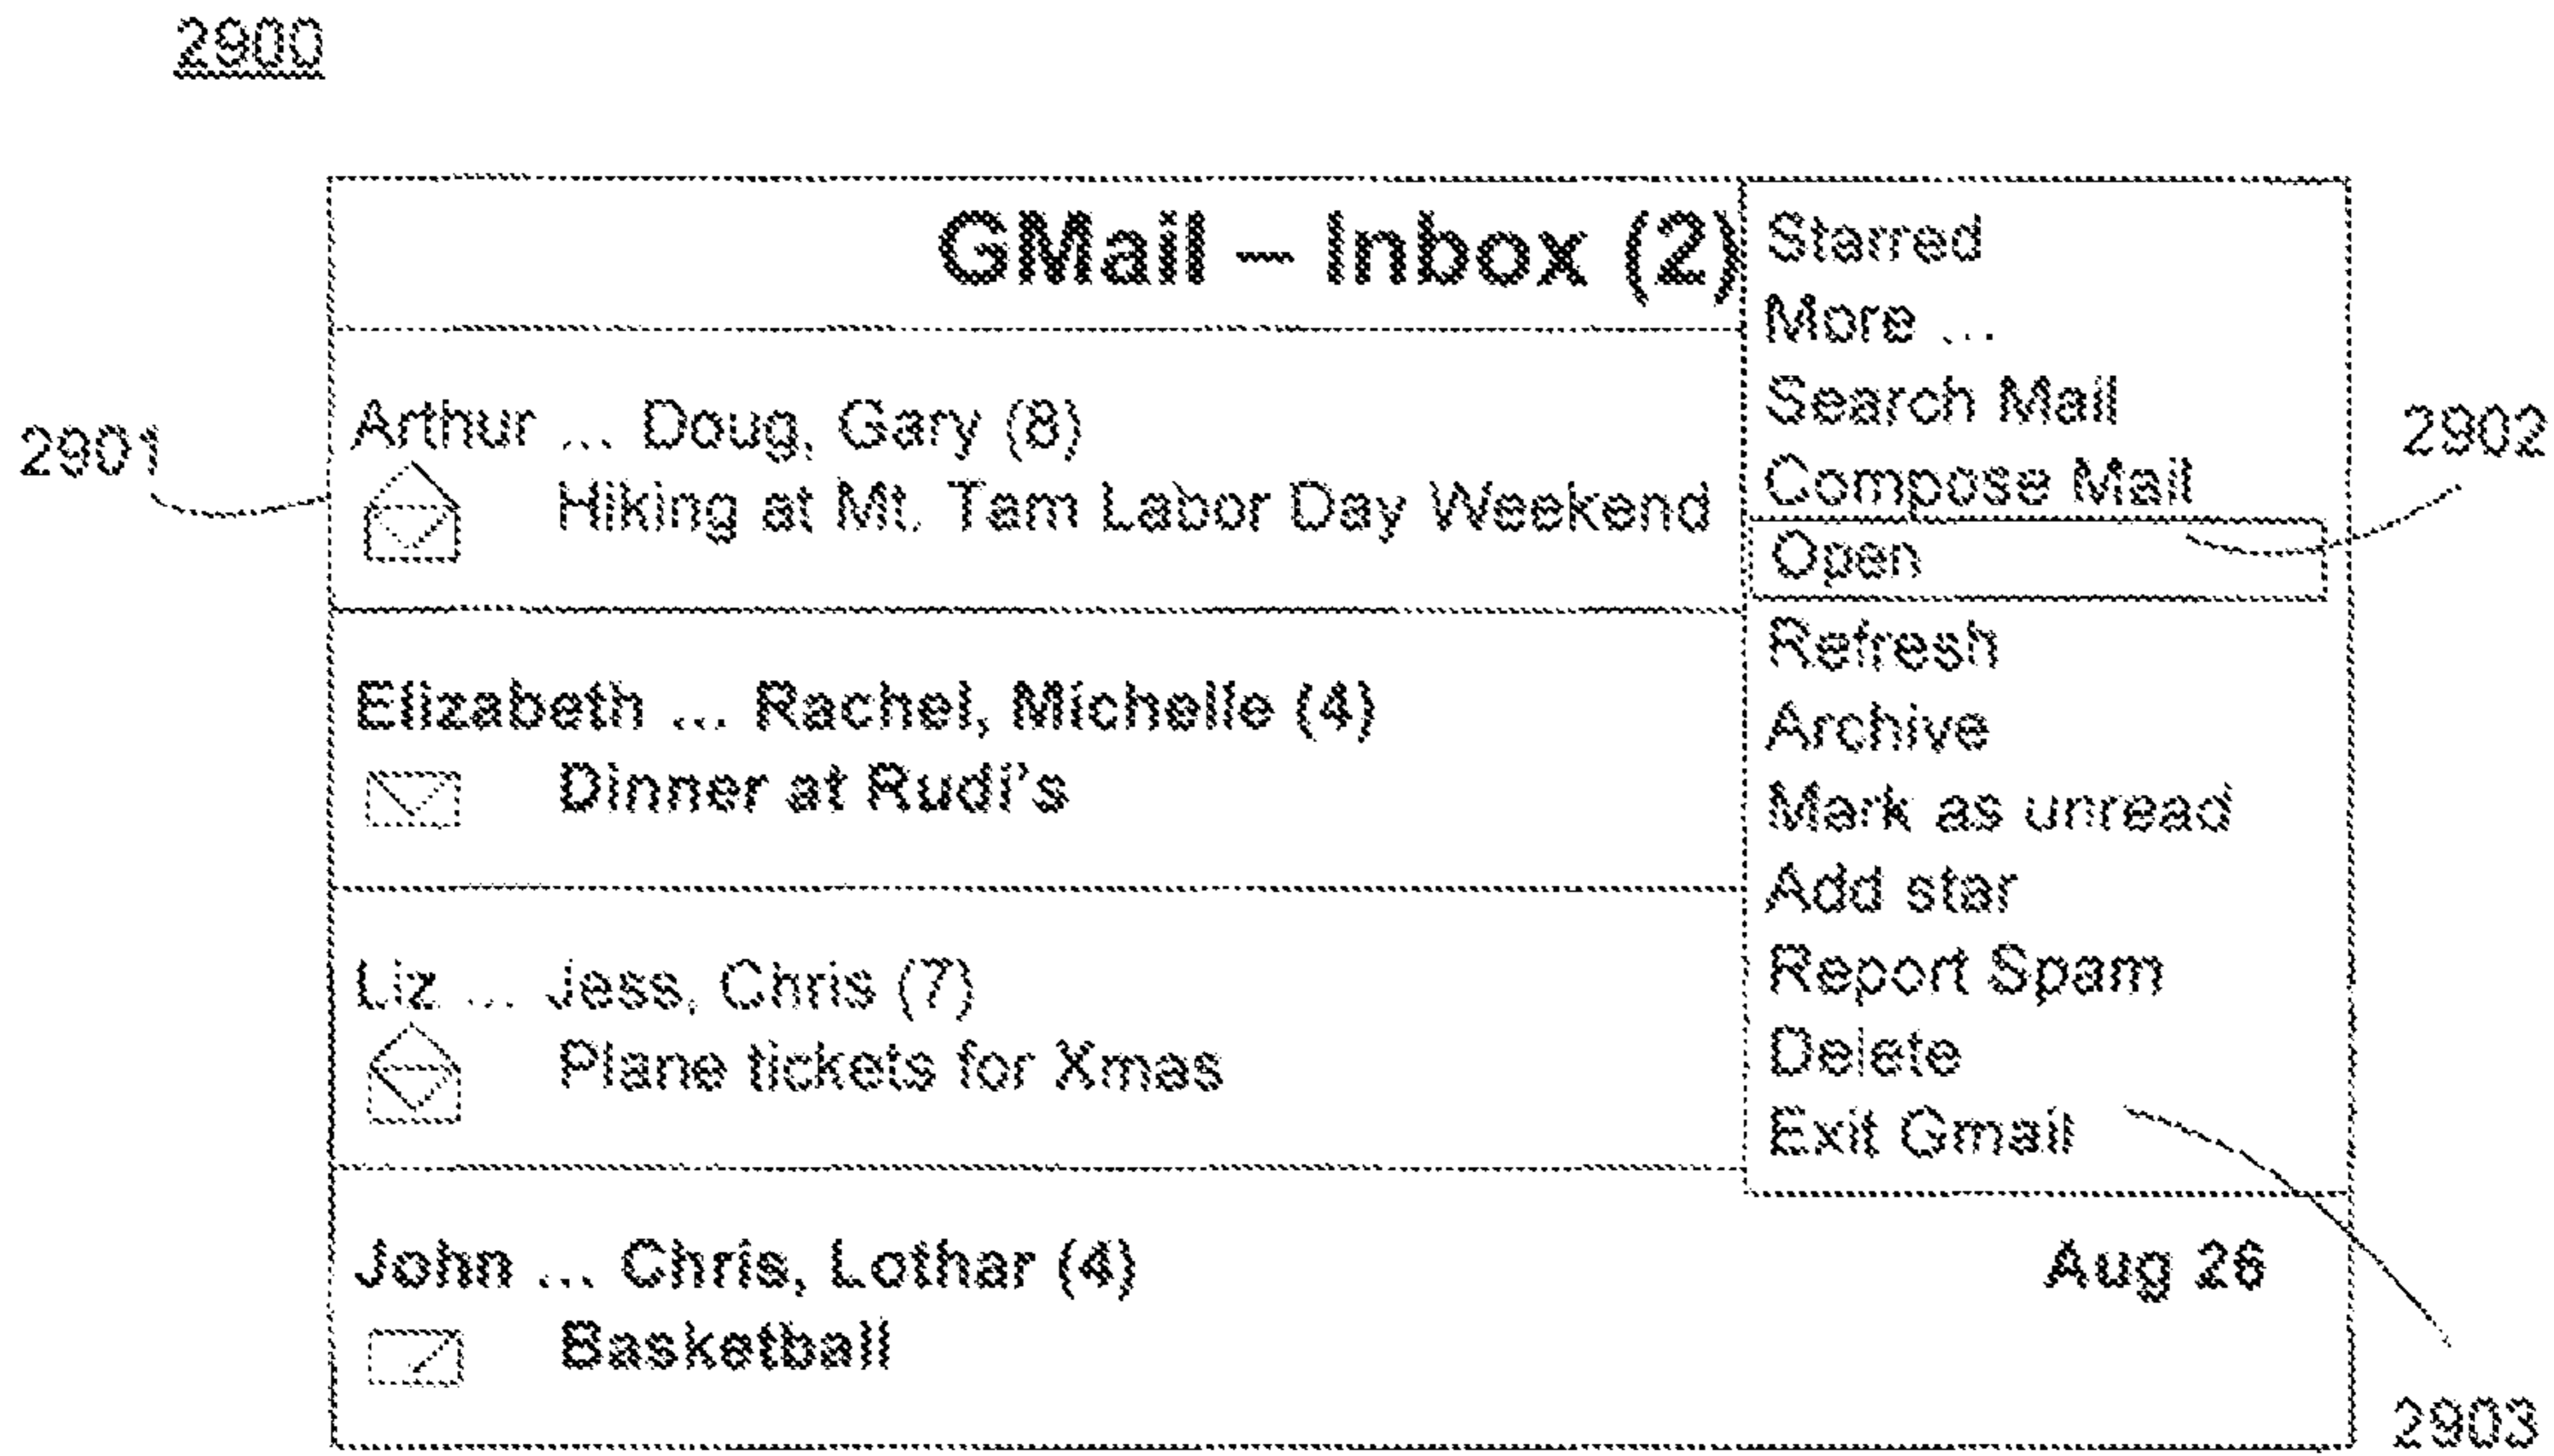 2900
GMail – Inbox (2)
2901
Arthur ... Doug, Gary (8)
Hiking at Mt. Tam Labor Day Weekend
Elizabeth ... Rachel, Michelle (4)
Dinner at Rudi's
Liz ... Jess, Chris (7)
Plane tickets for Xmas
John ... Chris, Lothar (4)
Aug 26
Basketball
Starred
More ...
Search Mail
Compose Mail
Open
Refresh
Archive
Mark as unread
Add star
Report Spam
Delete
Exit Gmail
2902
2903